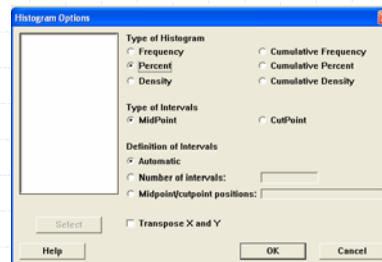 Histogram Options
Type of Histogram
Frequency
Cumulative Frequency
Percent
Cumulative Percent
Density
Cumulative Density
Type of Intervals
MidPoint
CutPoint
Definition of Intervals
Automatic
Number of intervals:
Midpoint/cutpoint positions:
Select
Transpose X and Y
Help
OK
Cancel